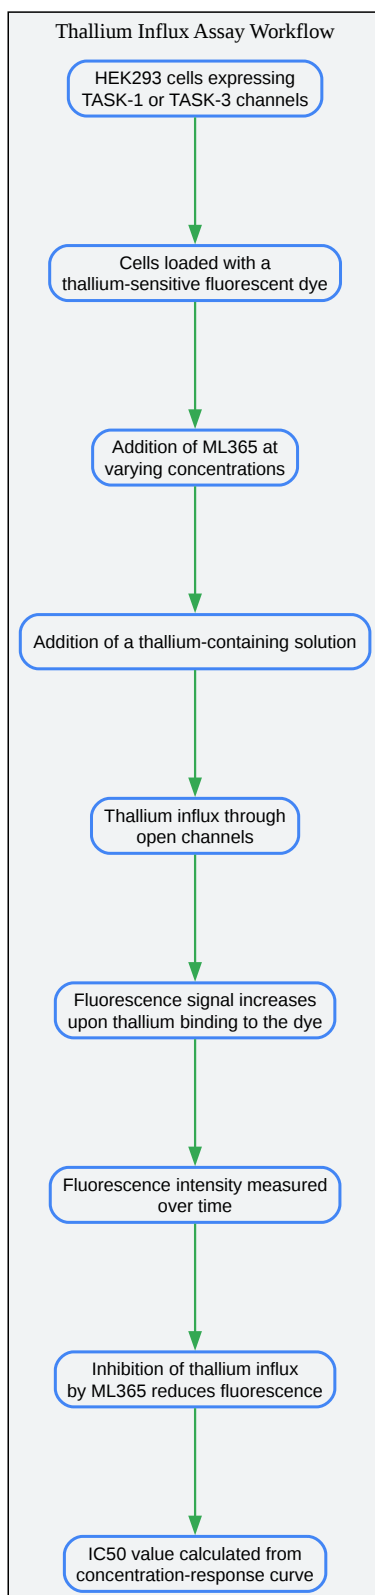 Thallium Influx Assay Workflow
HEK293 cells expressing
TASK-1 or TASK-3 channels
Cells loaded with a
thallium-sensitive fluorescent dye
Addition of ML365 at
varying concentrations
Addition of a thallium-containing solution
Thallium influx through
open channels
Fluorescence signal increases
upon thallium binding to the dye
Fluorescence intensity measured
over time
Inhibition of thallium influx
by ML365 reduces fluorescence
IC50 value calculated from
concentration-response curve